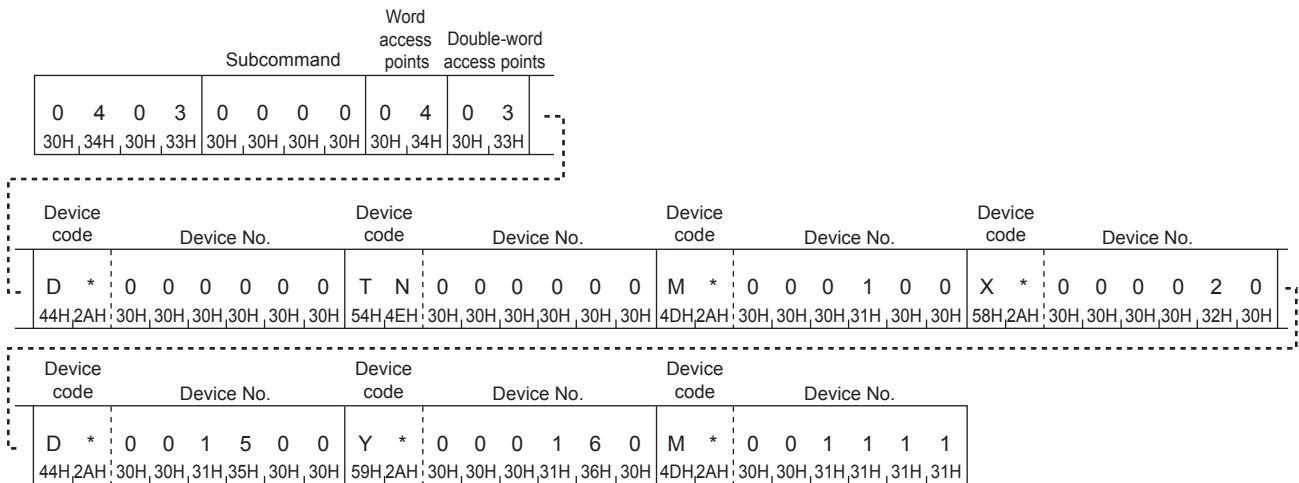 Word
access Double-word
Subcommand points access points
0 4 0 3 0 0 0 0 0 4 0 3
30H 34H 30H 33H 30H 30H 30H 30H 30H 34H 30H 33H
Device Device Device Device
code Device No. code Device No. code Device No. code Device No.
D * 0 0 0 0 0 0 T N 0 0 0 0 0 0 M * 0 0 0 1 0 0 X * 0 0 0 0 2 0
44H 2AH 30H 30H 30H 30H 30H 30H 54H 4EH 30H 30H 30H 30H 30H 30H 4DH 2AH 30H 30H 30H 31H 30H 30H 58H 2AH 30H 30H 30H 30H 32H 30H
Device Device Device
code Device No. code Device No. code Device No.
D * 0 0 1 5 0 0 Y * 0 0 0 1 6 0 M * 0 0 1 1 1 1
44H 2AH 30H 30H 31H 35H 30H 30H 59H 2AH 30H 30H 30H 31H 36H 30H 4DH 2AH 30H 30H 31H 31H 31H 31H